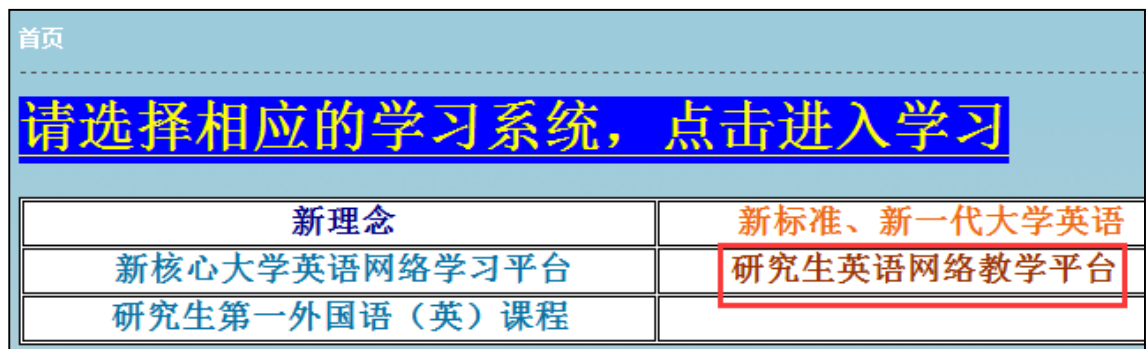 首页
请选择相应的学习系统，点击进入学习
新理念
新标准、新一代大学英语
新核心大学英语网络学习平台
研究生英语网络教学平台
研究生第一外国语（英）课程